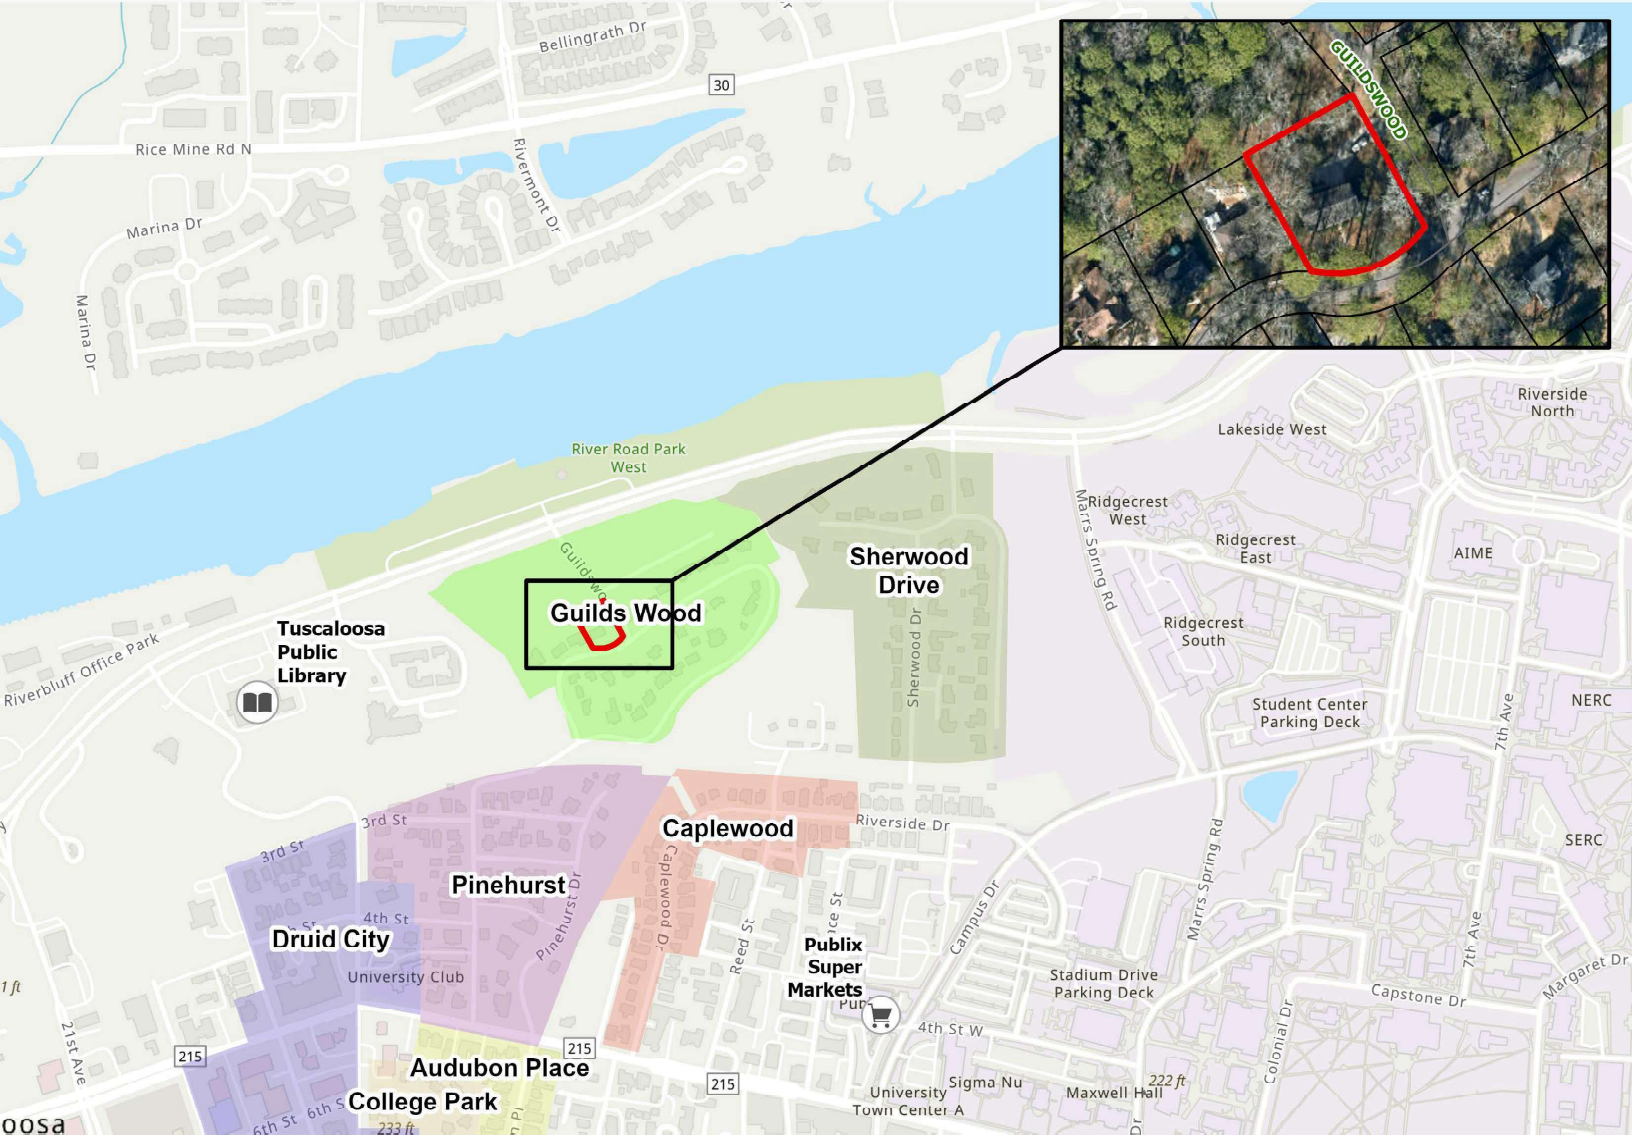 Bellingrath Dr
30
Rice Mine Rd N
Rivermont Dr
Marina Dr
Marina Dr
GUILDSWOOD
Riverside
North
Lakeside West
River Road Park
West
Ridgecrest
West
Marrs Spring Rd
Ridgecrest
East
AIME
Sherwood
Drive
Guilds Wood
Tuscaloosa
Public
Library
Riverbluff Office Park
Ridgecrest
South
Sherwood Dr
Student Center
Parking Deck
NERC
7th Ave
3rd St
3rd St
Caplewood
Riverside Dr
SERC
Marrs Spring Rd
Pinehurst
Caplewood Dr
Pinehurst Dr
4th St
Druid City
University Club
Reed St
Campus Dr
Publix
Super
Markets
Stadium Drive
Parking Deck
7th Ave
Margaret Dr
Capstone Dr
1 ft
21st Ave
4th St W
215
215
215
Audubon Place
College Park
Colonial Dr
University
Town Center A
Sigma Nu
Maxwell Hall
222 ft
6th St
6th S
233 ft
Dr
oosa